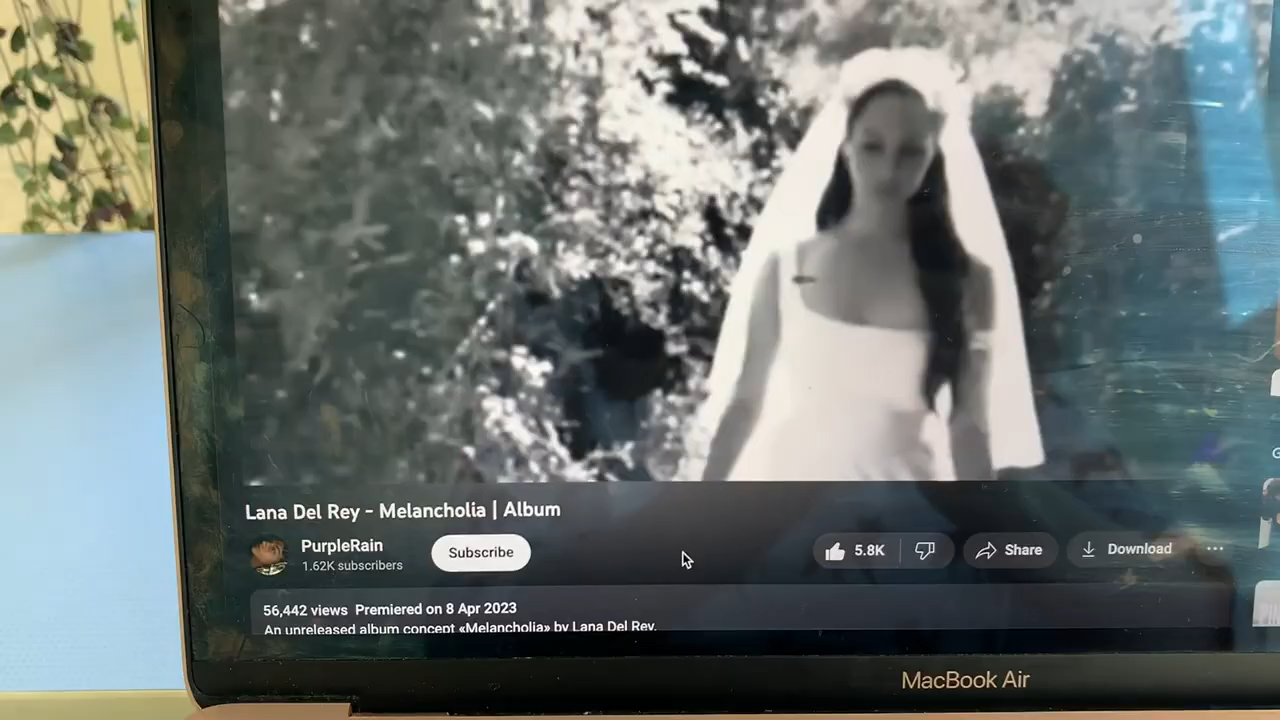 Lana Del Rey - Melancholia | Album
PurpleRain
1.62K subscribers
Subscribe
5.8K
Share
Download
56,442 views Premiered on 8 Apr 2023
An unreleased album concept «Melancholia» by Lana Del Rey.
MacBook Air